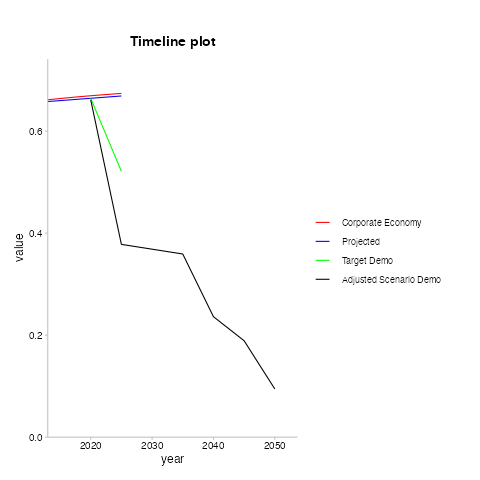 Timeline plot
value
0.6
0.4
0.2
0.0
2020 2030 2040 2050
year
Corporate Economy
Projected
Target Demo
Adjusted Scenario Demo